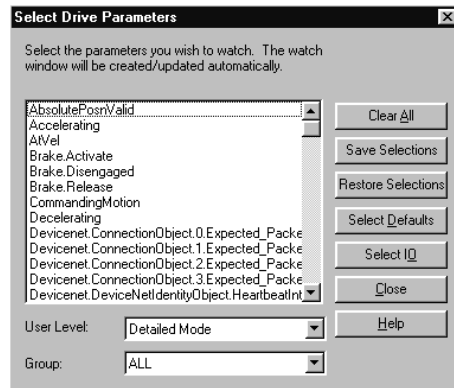 Select Drive Parameters
Select the parameters you wish to watch. The watch
window will be created/updated automatically.
AbsolutePosnValid
Accelerating
AtVel
Brake.Activate
Brake.Disengaged
Brake.Release
CommandingMotion
Decelerating
Devicenet.ConnectionObject.0.Expected_Packe
Devicenet.ConnectionObject.1.Expected_Packe
Devicenet.ConnectionObject.2.Expected_Packe
Devicenet.ConnectionObject.3.Expected_Packe
Devicenet.DeviceNetIdentityObject.HeartbeatInt
Clear All
Save Selections
Restore Selections
Select Defaults
Select IO
Close
Help
User Level: Detailed Mode
Group: ALL